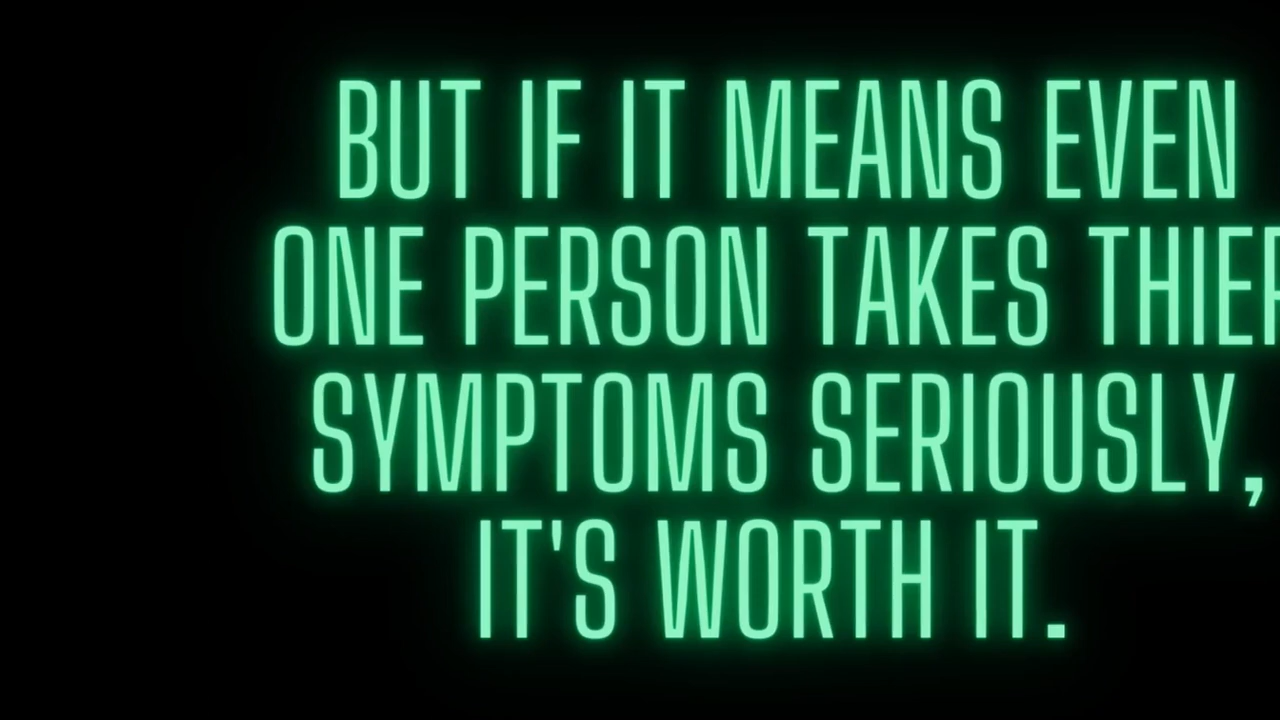 BUT IF IT MEANS EVEN
ONE PERSON TAKES THIER
SYMPTOMS SERIOUSLY,
IT'S WORTH IT.